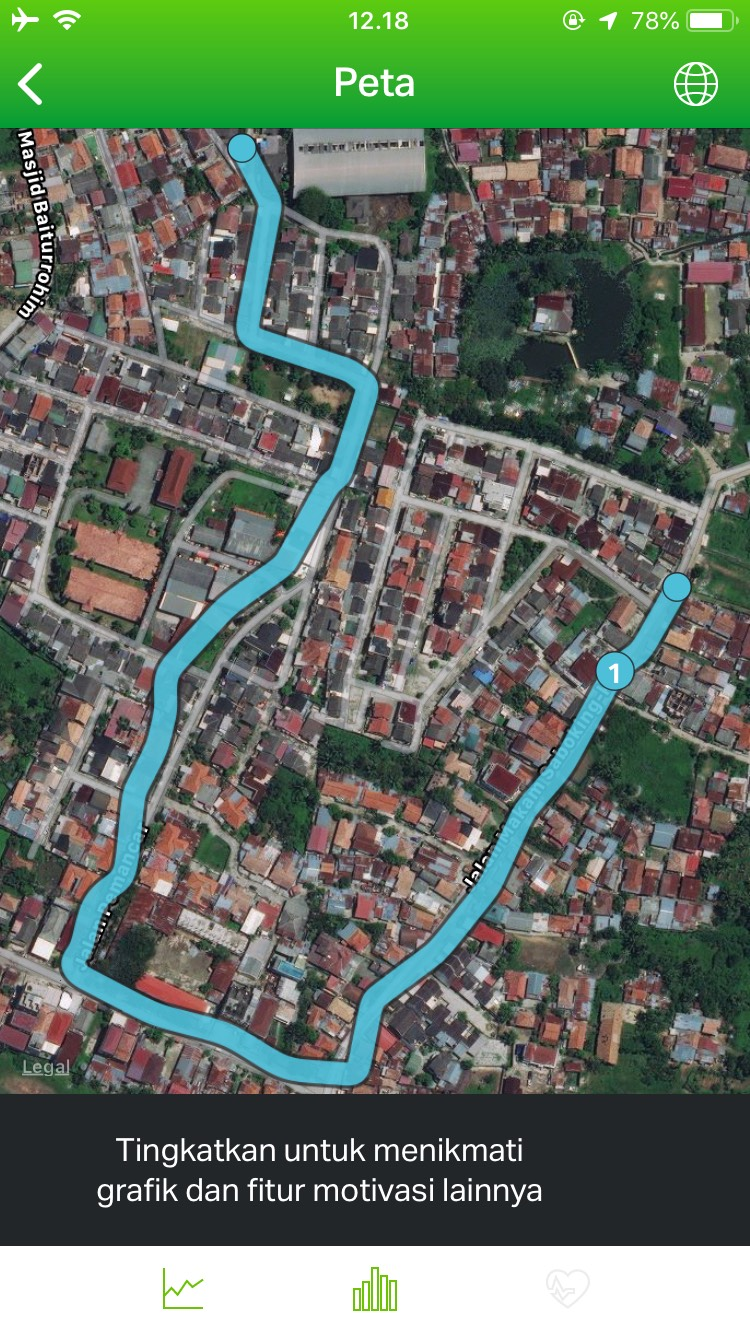 12.18
78%
Peta
Masjid Baiturrohim
1
Legal
Tingkatkan untuk menikmati
grafik dan fitur motivasi lainnya